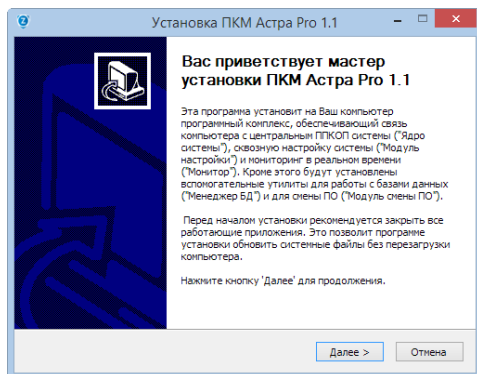 Установка ПКМ Астра Pro 1.1
Вас приветствует мастер
установки ПКМ Астра Pro 1.1
Эта программа установит на Ваш компьютер
программный комплекс, обеспечивающий связь
компьютера с центральным ППКОП системы ("Ядро
системы"), сквозную настройку системы ("Модуль
настройки") и мониторинг в реальном времени
("Монитор"). Кроме этого будут установлены
вспомогательные утилиты для работы с базами данных
("Менеджер БД") и для смены ПО ("Модуль смены ПО").
Перед началом установки рекомендуется закрыть все
работающие приложения. Это позволит программе
установки обновить системные файлы без перезагрузки
компьютера.
Нажмите кнопку 'Далее' для продолжения.
Далее >
Отмена